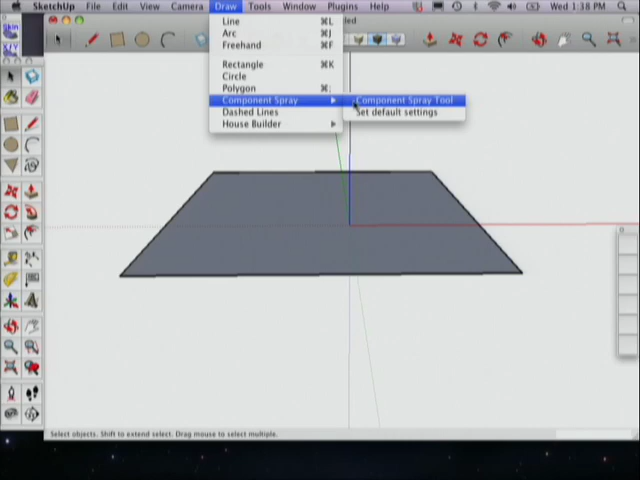 SketchUp File Edit View Camera Draw Tools Window Plugins Help Wed 1:38 PM
led
Skin
X/Y
Line ⌘L
Arc ⌘J
Freehand ⌘F
Rectangle ⌘K
Circle
Polygon ⌘;
Component Spray
Dashed Lines
House Builder
Component Spray Tool
Set default settings
Select objects. Shift to extend select. Drag mouse to select multiple.